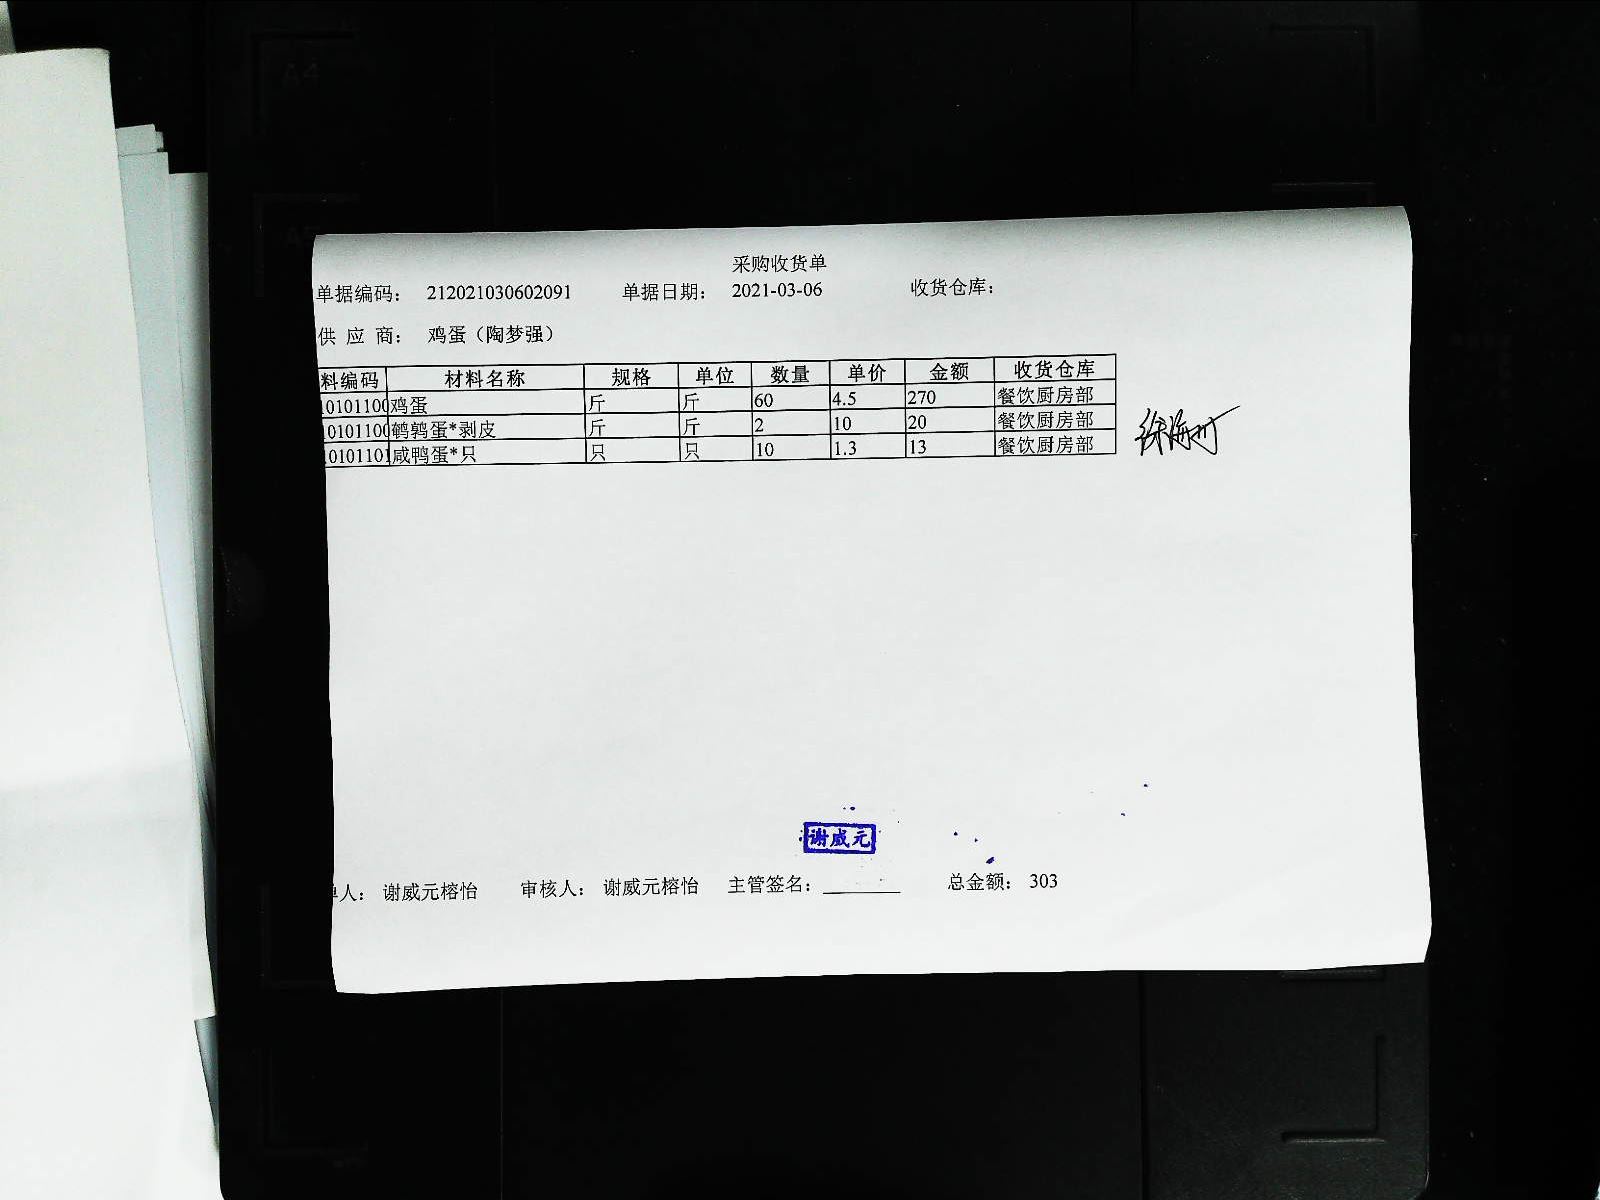 采购收货单
单据编码： 212021030602091 单据日期： 2021-03-06 收货仓库：
供 应 商： 鸡蛋（陶梦强）
料编码 材料名称 规格 单位 数量 单价 金额 收货仓库
10101100 鸡蛋 斤 斤 60 4.5 270 餐饮厨房部
10101100 鹌鹑蛋*剥皮 斤 斤 2 10 20 餐饮厨房部
10101101 咸鸭蛋*只 只 只 10 1.3 13 餐饮厨房部
谢威元
单人： 谢威元榕怡 审核人： 谢威元榕怡 主管签名： 总金额： 303
A4